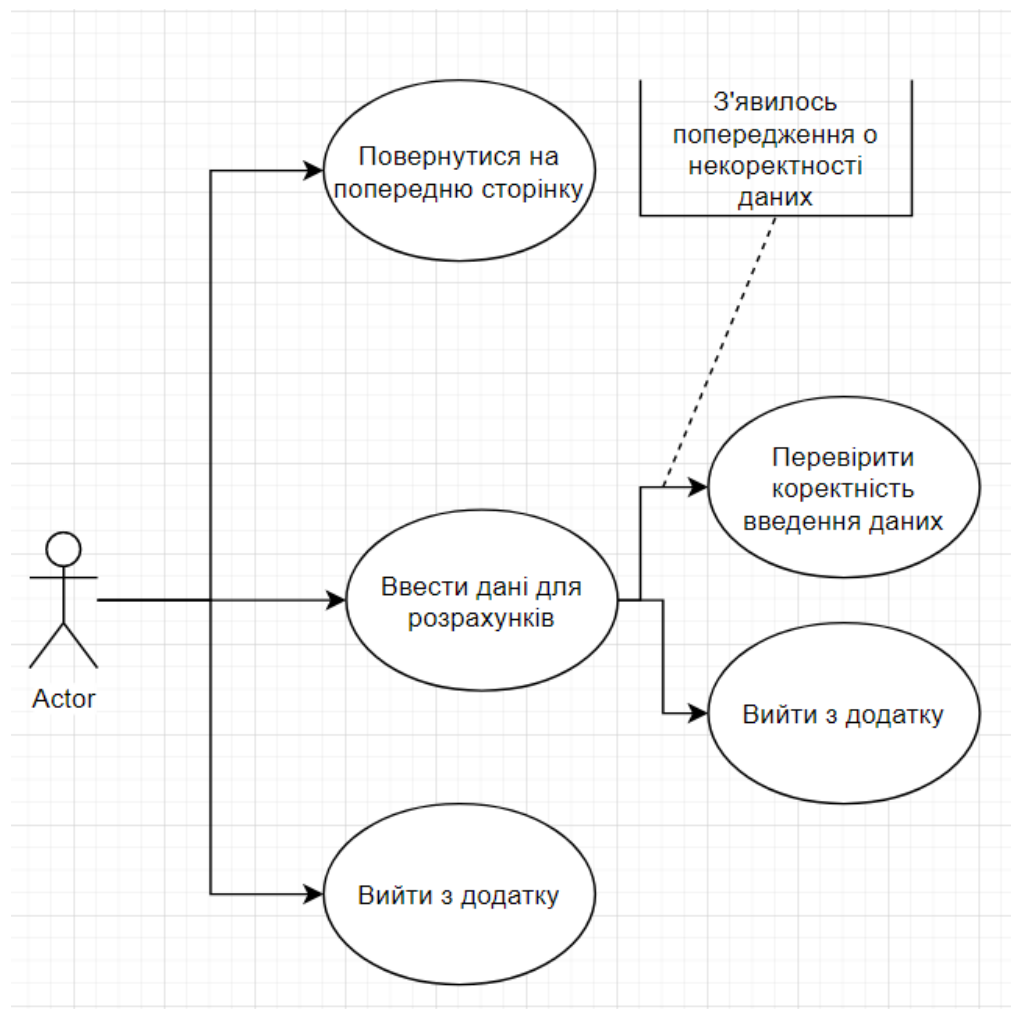 Повернутися на
попередню сторінку
З'явилось
попередження о
некоректності
даних
Перевірити
коректність
введення даних
Ввести дані для
розрахунків
Actor
Вийти з додатку
Вийти з додатку